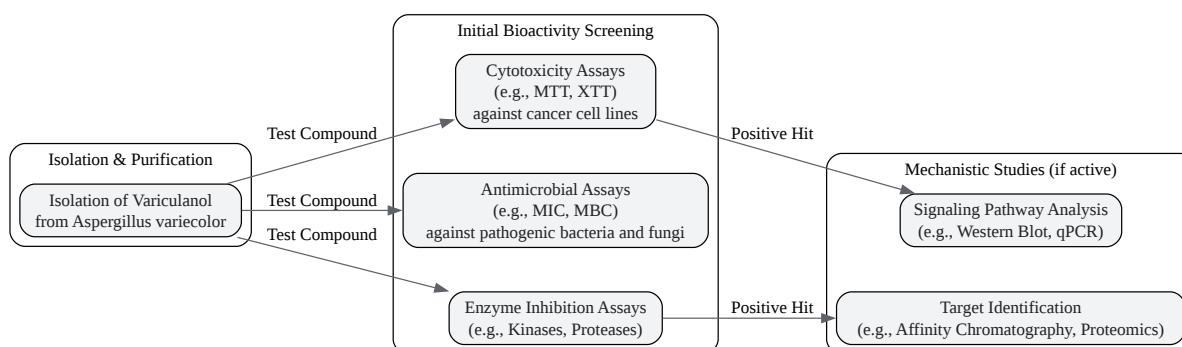 Isolation & Purification
Isolation of Variculanol
from Aspergillus variecolor
Test Compound
Test Compound
Test Compound
Initial Bioactivity Screening
Cytotoxicity Assays
(e.g., MTT, XTT)
against cancer cell lines
Antimicrobial Assays
(e.g., MIC, MBC)
against pathogenic bacteria and fungi
Enzyme Inhibition Assays
(e.g., Kinases, Proteases)
Positive Hit
Positive Hit
Mechanistic Studies (if active)
Signaling Pathway Analysis
(e.g., Western Blot, qPCR)
Target Identification
(e.g., Affinity Chromatography, Proteomics)